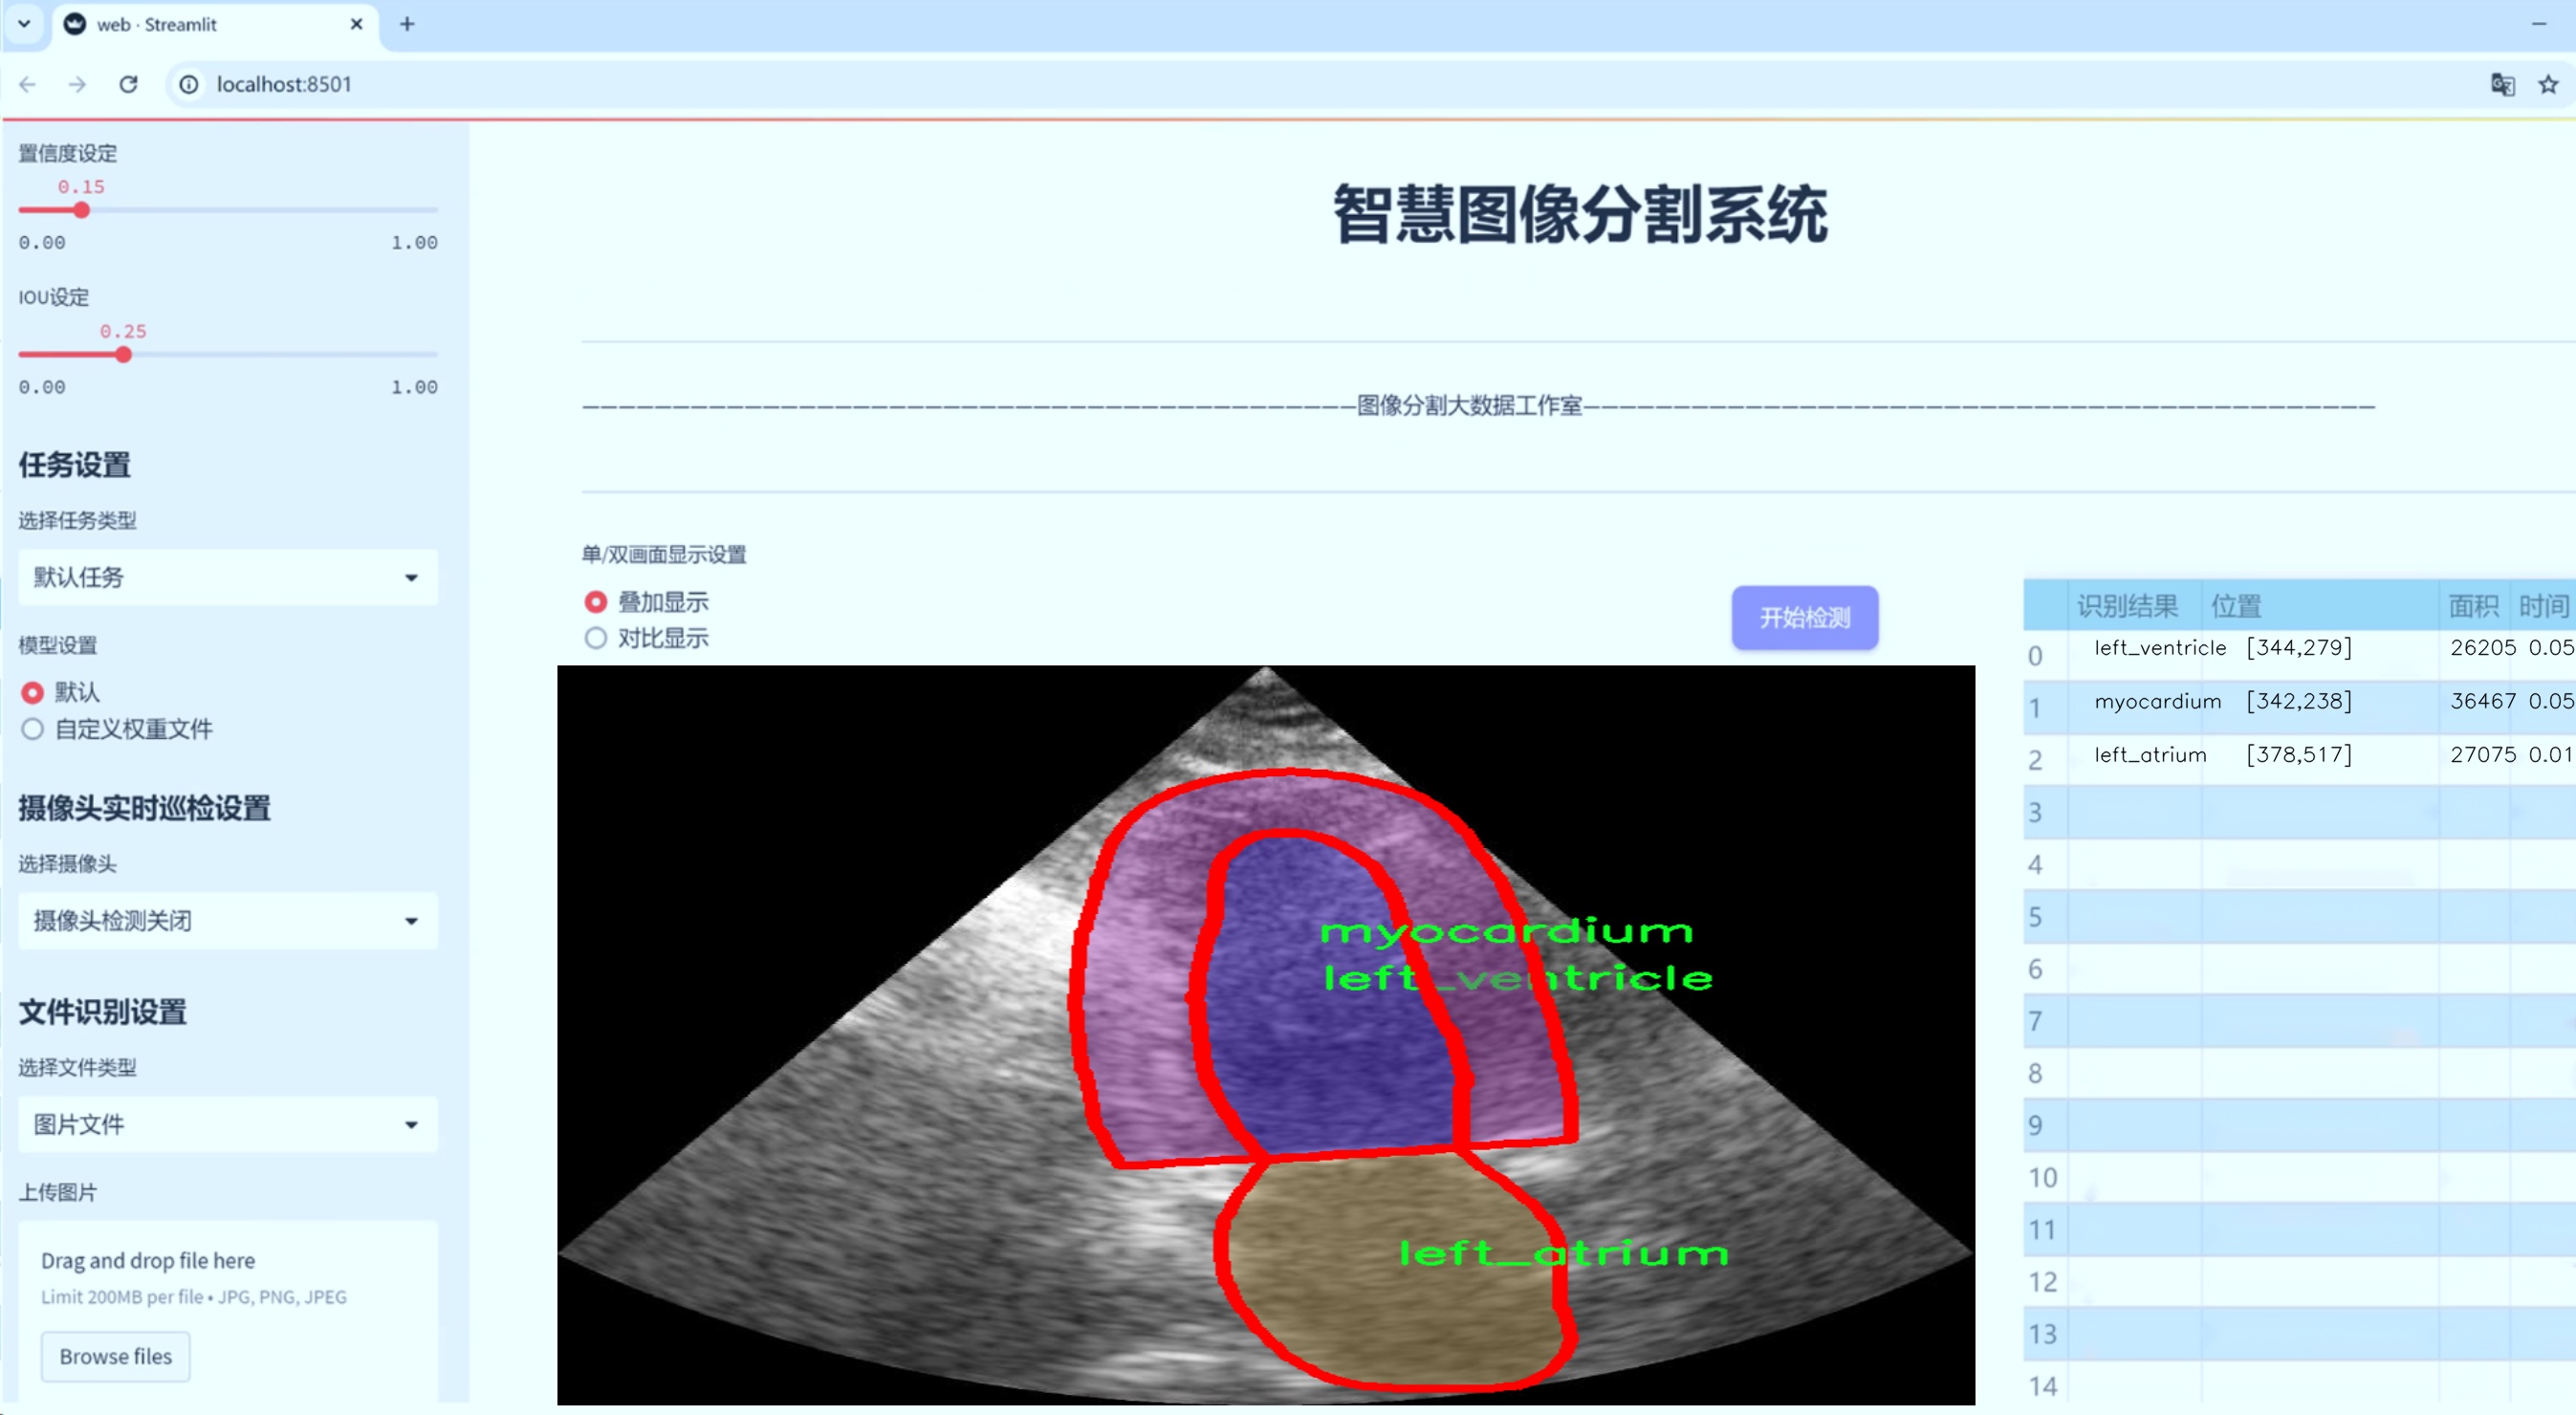 web · Streamlit
localhost:8501
置信度设定
0.15
0.00 1.00
IOU设定
0.25
0.00 1.00
任务设置
选择任务类型
默认任务
模型设置
默认
自定义权重文件
摄像头实时巡检设置
选择摄像头
摄像头检测关闭
文件识别设置
选择文件类型
图片文件
上传图片
Drag and drop file here
Limit 200MB per file • JPG, PNG, JPEG
Browse files
智慧图像分割系统
————————————————————————————————————————————图像分割大数据工作室————————————————————————————————————————————
单/双画面显示设置
叠加显示
对比显示
开始检测
myocardium
left_ventricle
left_atrium
识别结果 位置 面积 时间
0 left_ventricle [344,279] 26205 0.05
1 myocardium [342,238] 36467 0.05
2 left_atrium [378,517] 27075 0.01
3
4
5
6
7
8
9
10
11
12
13
14